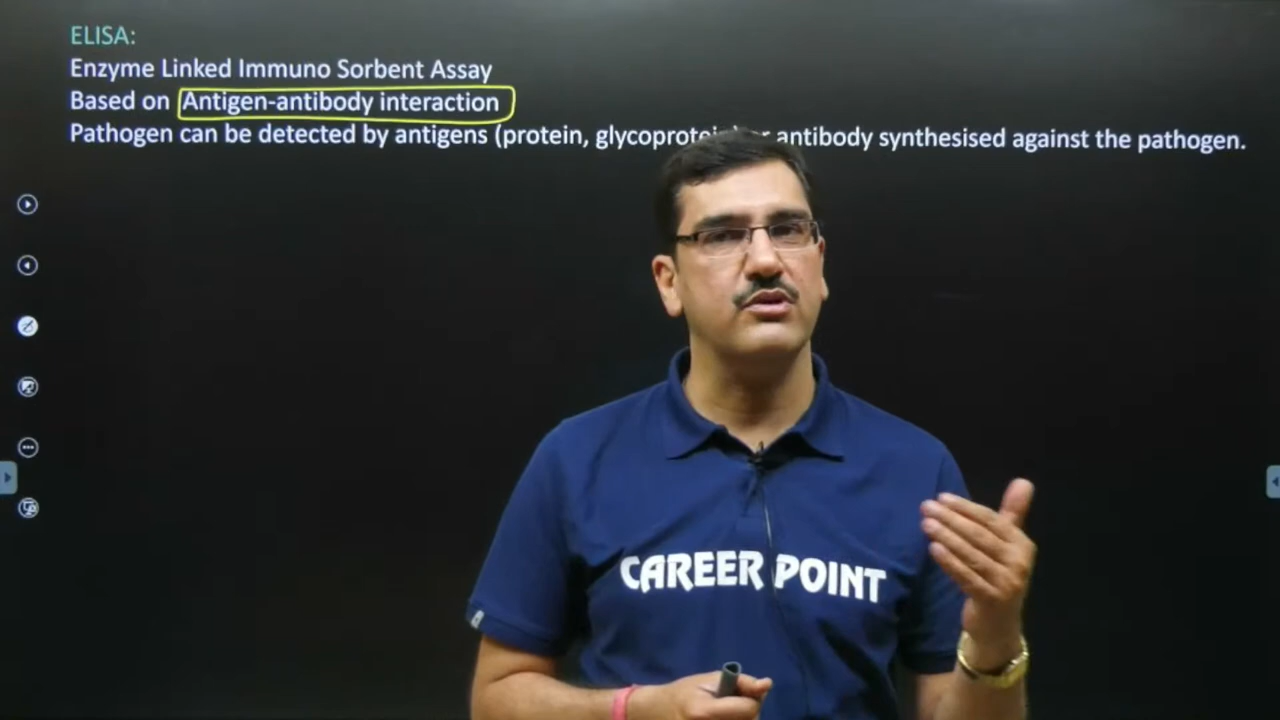 ELISA:
Enzyme Linked Immuno Sorbent Assay
Based on Antigen-antibody interaction
Pathogen can be detected by antigens (protein, antibody synthesised against the pathogen.
CAREER POINT